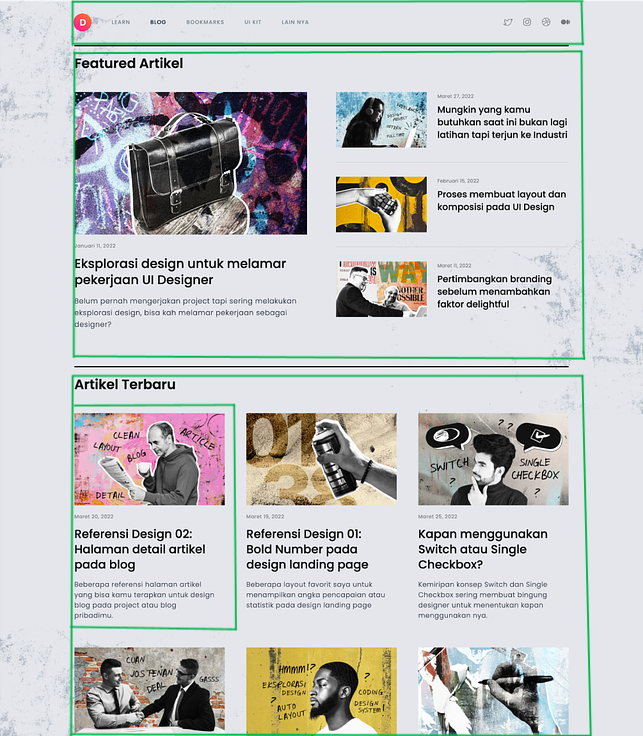 D
LEARN
BLOG
BOOKMARKS
UI KIT
LAIN NYA
Featured Artikel
Januari 11, 2022
Eksplorasi design untuk melamar
pekerjaan UI Designer
Belum pernah mengerjakan project tapi sering melakukan
eksplorasi design, bisa kah melamar pekerjaan sebagai
designer?
Maret 27, 2022
Mungkin yang kamu
butuhkan saat ini bukan lagi
latihan tapi terjun ke Industri
Februari 15, 2022
Proses membuat layout dan
komposisi pada UI Design
IS
WAY
NOTHER
POSSIBLE
Maret 11, 2022
Pertimbangkan branding
sebelum menambahkan
faktor delightful
Artikel Terbaru
CLEAN
LAYOUT
BLOG
ARTICLE
DETAIL
Maret 20, 2022
Referensi Design 02:
Halaman detail artikel
pada blog
Beberapa referensi halaman artikel
yang bisa kamu terapkan untuk design
blog pada project atau blog
pribadimu.
01
Maret 19, 2022
Referensi Design 01:
Bold Number pada
design landing page
Beberapa layout favorit saya untuk
menampilkan angka pencapaian atau
statistik pada design landing page
? ?
SWITCH
?
SINGLE
CHECKBOX
?
Maret 25, 2022
Kapan menggunakan
Switch atau Single
Checkbox?
Kemiripan konsep Switch dan Single
Checkbox sering membuat bingung
designer untuk menentukan kapan
menggunakan nya.
CUAN
JOSTENAN
DEAL
GASSS
HMMM!?
EKSPLORASI
DESIGN
?
AUTO
LAYOUT
?
CODING
DESIGN
SYSTEM!